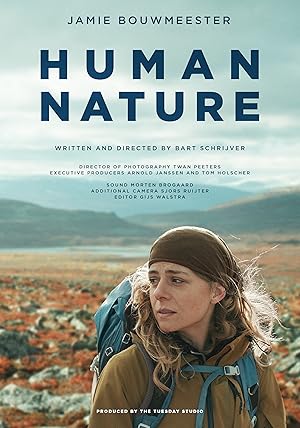 JAMIE BOUWMEESTER
HUMAN
NATURE
WRITTEN AND DIRECTED BY BART SCHRIJVER
DIRECTOR OF PHOTOGRAPHY TWAN PEETERS
EXECUTIVE PRODUCERS ARNOLD JANSSEN AND TOM HOLSCHER
SOUND MORTEN BROGAARD
ADDITIONAL CAMERA SJORS RUIJTER
EDITOR GIJS WALSTRA
PRODUCED BY THE TUESDAY STUDIO